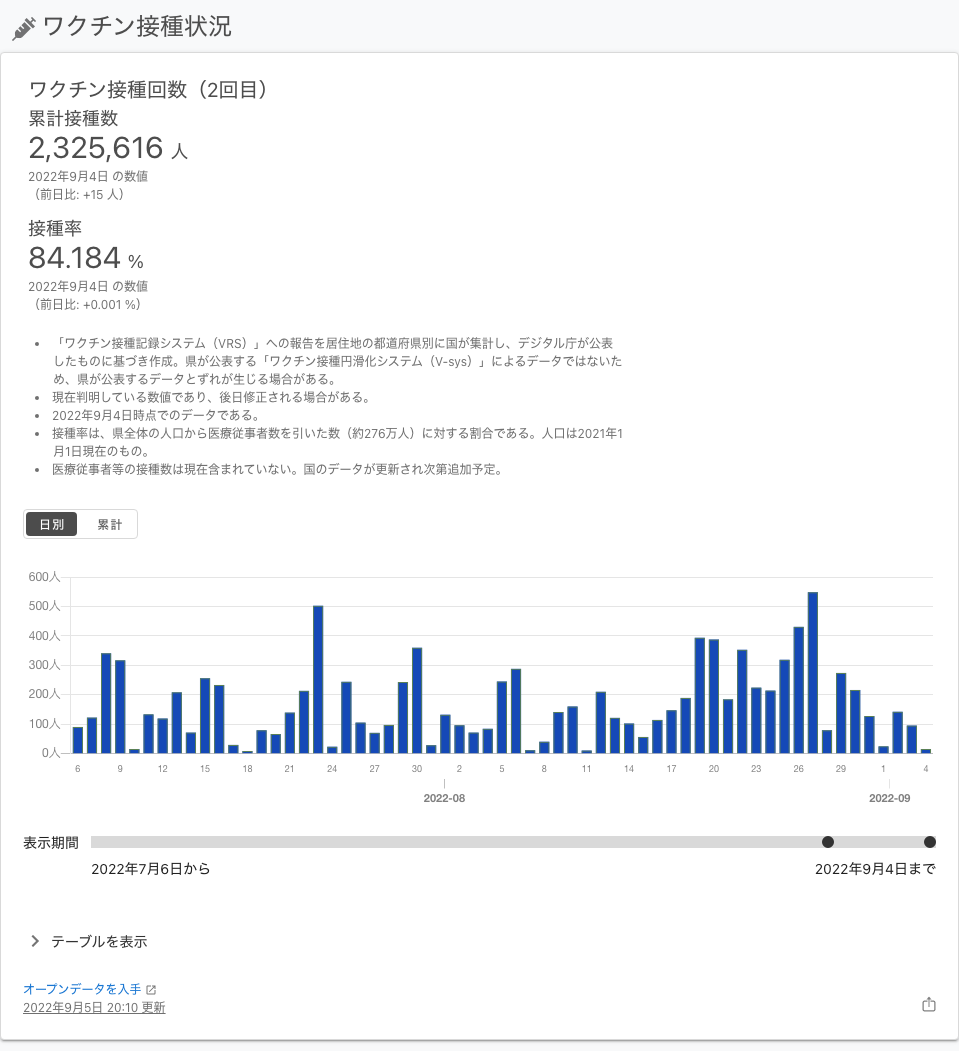 ワクチン接種状況
ワクチン接種回数（2回目）
累計接種数
2,325,616 人
2022年9月4日 の数値
（前日比: +15 人）
接種率
84.184 %
2022年9月4日 の数値
（前日比: +0.001 %）
• 「ワクチン接種記録システム（VRS）」への報告を居住地の都道府県別に国が集計し、デジタル庁が公表
したものに基づき作成。県が公表する「ワクチン接種円滑化システム（V-sys）」によるデータではないた
め、県が公表するデータとずれが生じる場合がある。
• 現在判明している数値であり、後日修正される場合がある。
• 2022年9月4日時点でのデータである。
• 接種率は、県全体の人口から医療従事者数を引いた数（約276万人）に対する割合である。人口は2021年1
月1日現在のもの。
• 医療従事者等の接種数は現在含まれていない。国のデータが更新され次第追加予定。
日別 累計
600人
500人
400人
300人
200人
100人
0人
6 9 12 15 18 21 24 27 30 2 5 8 11 14 17 20 23 26 29 1 4
2022-08 2022-09
表示期間
2022年7月6日から 2022年9月4日まで
テーブルを表示
オープンデータを入手
2022年9月5日 20:10 更新